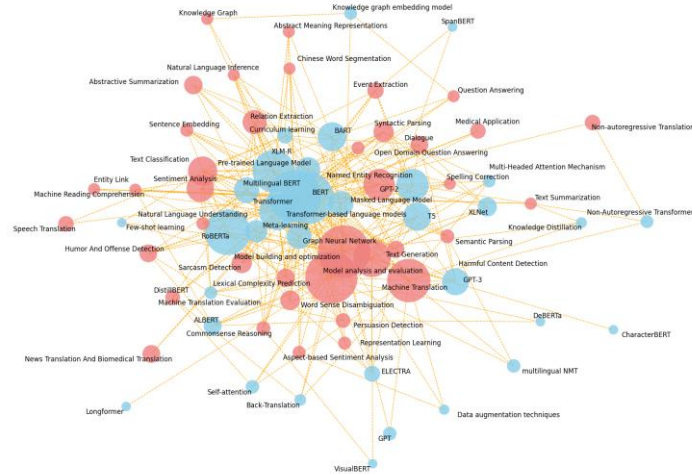 Knowledge Graph
Knowledge graph embedding model
Abstract Meaning Representations
SpanBERT
Chinese Word Segmentation
Natural Language Inference
Abstractive Summarization
Event Extraction
Question Answering
Relation Extraction
Sentence Embedding
Curriculum learning
BART
Syntactic Parsing
Medical Application
Non-autoregressive Translation
Dialogue
XLM-R
Open Domain Question Answering
Text Classification
Pre-trained Language Model
Multi-Headed Attention Mechanism
Entity Link
Sentiment Analysis
Named Entity Recognition
Spelling Correction
Machine Reading Comprehension
Multilingual BERT
BERT
GPT-2
Transformer
Masked Language Model
Text Summarization
Natural Language Understanding
Transformer-based language models
T5
XLNet
Non-Autoregressive Transformer
Speech Translation
Few-shot learning
RoBERTa
Meta-learning
Knowledge Distillation
Humor And Offense Detection
Graph Neural Network
Semantic Parsing
Model building and optimization
Text Generation
Sarcasm Detection
Model analysis and evaluation
Harmful Content Detection
DistilBERT
Lexical Complexity Prediction
Machine Translation
GPT-3
Machine Translation Evaluation
Word Sense Disambiguation
ALBERT
Persuasion Detection
DeBERTa
Commonsense Reasoning
CharacterBERT
Representation Learning
News Translation And Biomedical Translation
Aspect-based Sentiment Analysis
multilingual NMT
ELECTRA
Self-attention
Longformer
Back-Translation
Data augmentation techniques
GPT
VisualBERT